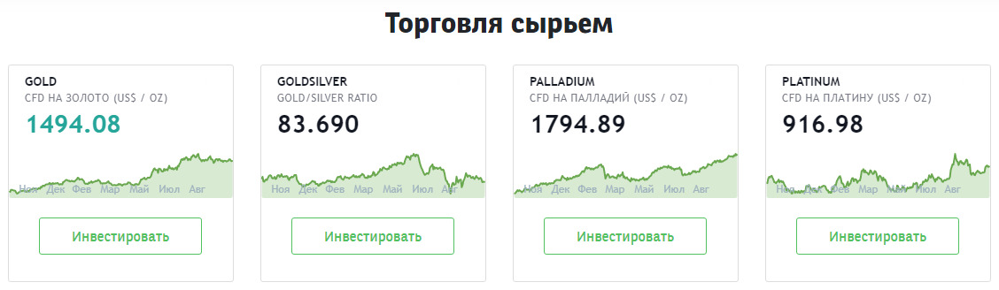 Торговля сырьем
GOLD
CFD НА ЗОЛОТО (US$ / OZ)
1494.08
Ноя Дек Фев Мар Май Июл Авг
Инвестировать
GOLDSILVER
GOLD/SILVER RATIO
83.690
Ноя Дек Фев Мар Май Июл Авг
Инвестировать
PALLADIUM
CFD НА ПАЛЛАДИЙ (US$ / OZ)
1794.89
Ноя Дек Фев Мар Май Июл Авг
Инвестировать
PLATINUM
CFD НА ПЛАТИНУ (US$ / OZ)
916.98
Ноя Дек Фев Мар Май Июл Авг
Инвестировать